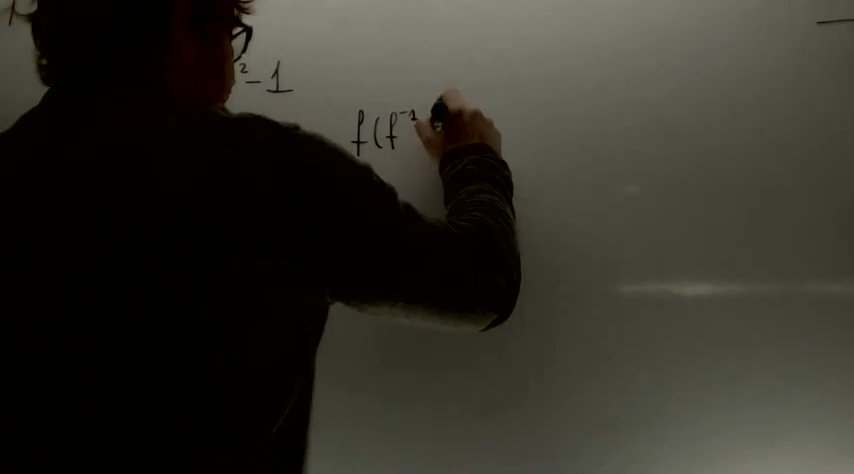 ² - 1
f(f⁻¹